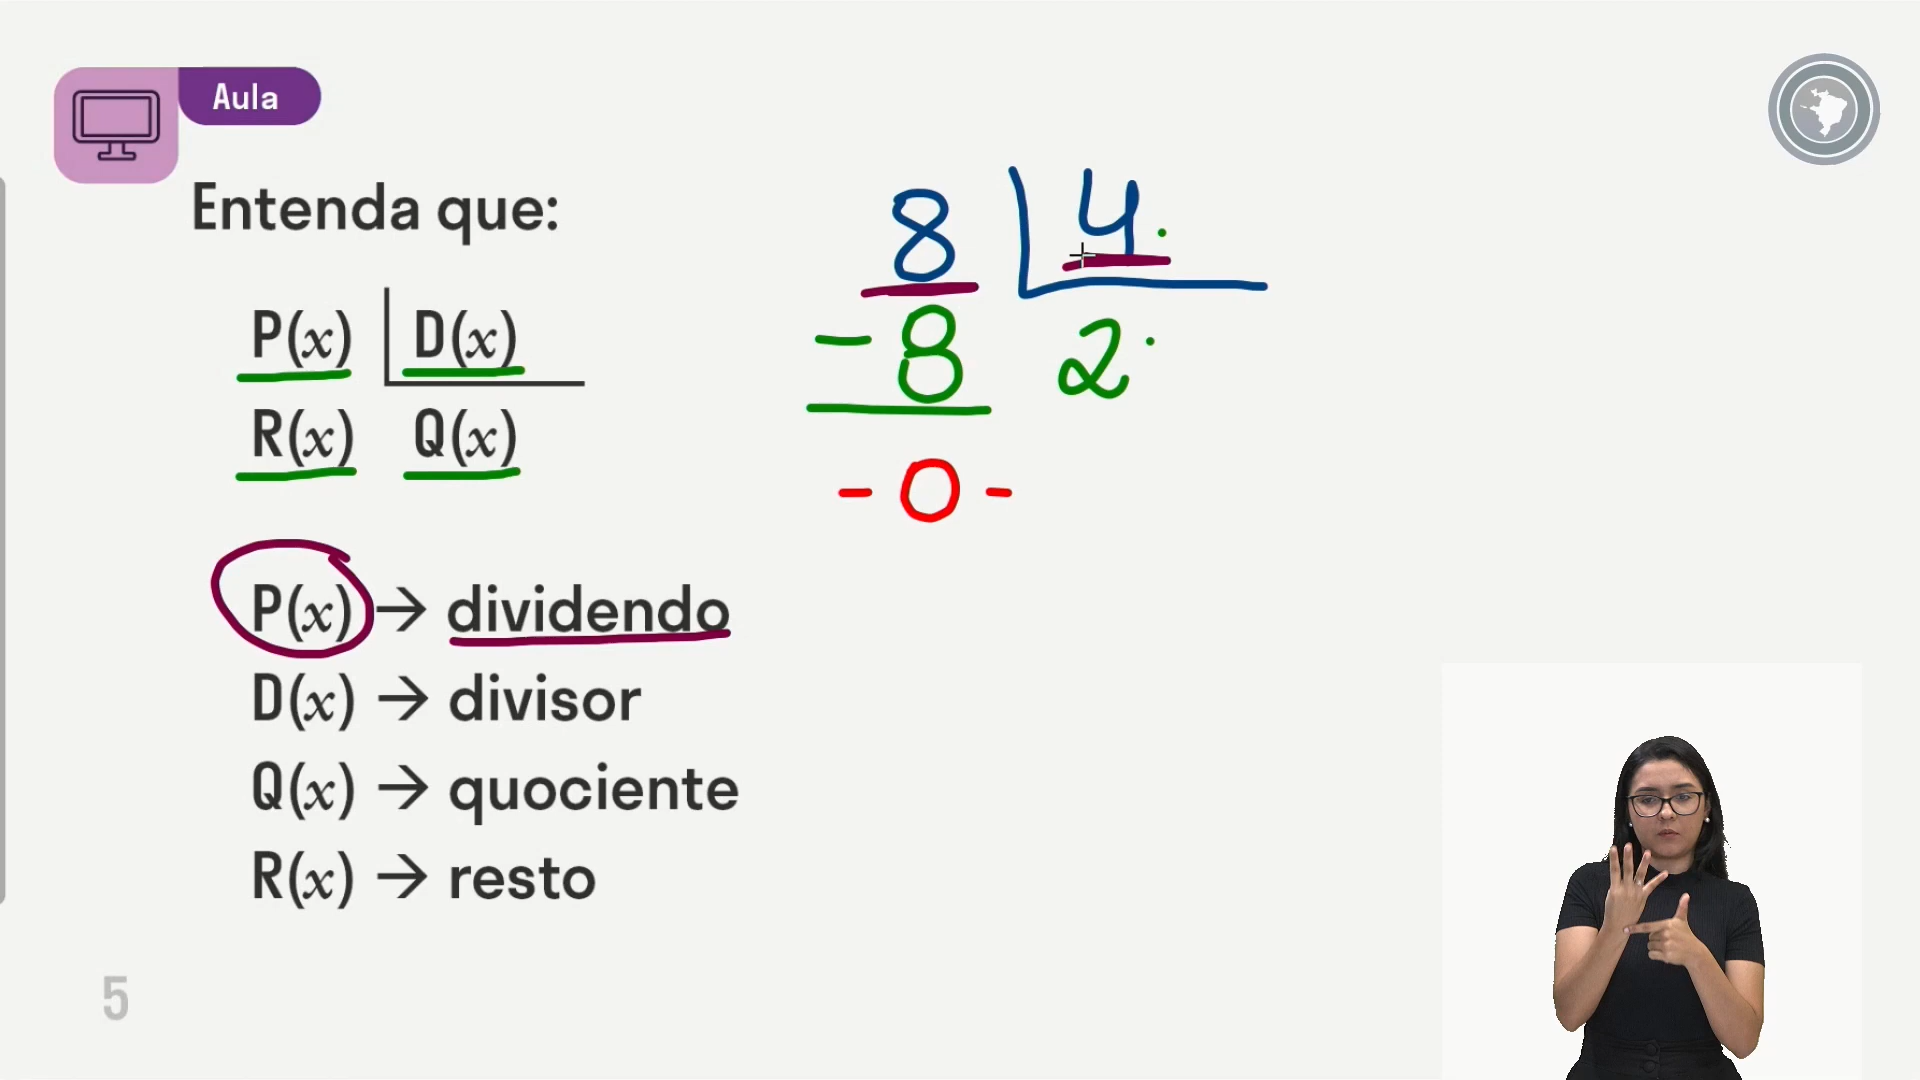 Aula
Entenda que:
P(x) D(x)
R(x) Q(x)
8 4
- 8 2
- 0 -
P(x) → dividendo
D(x) → divisor
Q(x) → quociente
R(x) → resto
5